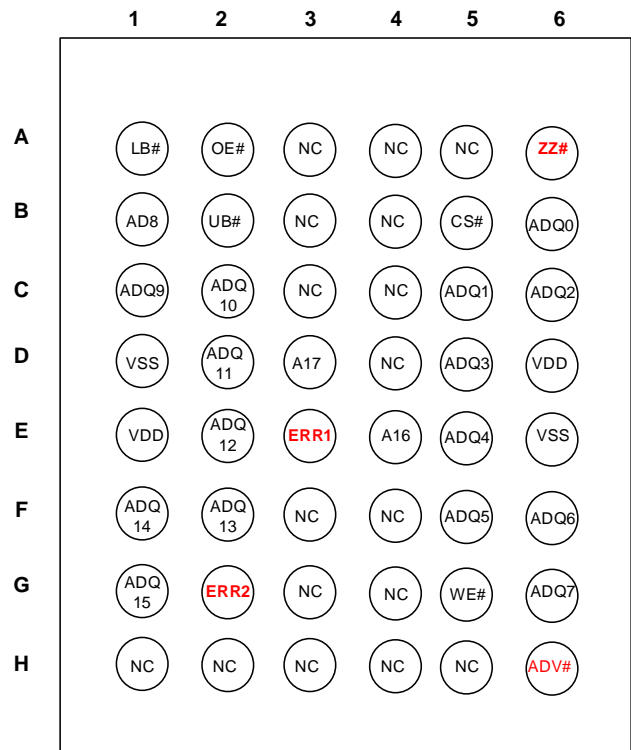 1 2 3 4 5 6
A LB# OE# NC NC NC ZZ#
B AD8 UB# NC NC CS# ADQ0
C ADQ9 ADQ 10 NC NC ADQ1 ADQ2
D VSS ADQ 11 A17 NC ADQ3 VDD
E VDD ADQ 12 ERR1 A16 ADQ4 VSS
F ADQ 14 ADQ 13 NC NC ADQ5 ADQ6
G ADQ 15 ERR2 NC NC WE# ADQ7
H NC NC NC NC NC ADV#